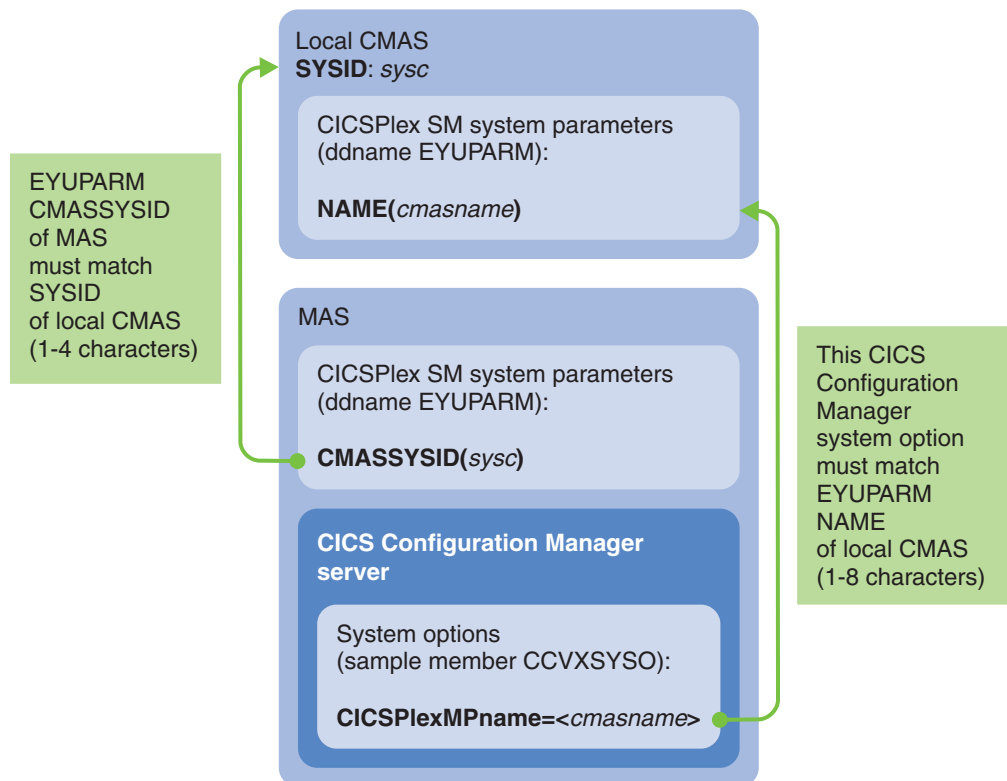 Local CMAS
SYSID: sysc
CICSPlex SM system parameters
(ddname EYUPARM):
NAME(cmasname)
EYUPARM
CMASSYSID
of MAS
must match
SYSID
of local CMAS
(1-4 characters)
MAS
CICSPlex SM system parameters
(ddname EYUPARM):
CMASSYSID(sysc)
This CICS
Configuration
Manager
system option
must match
EYUPARM
NAME
of local CMAS
(1-8 characters)
CICS Configuration Manager
server
System options
(sample member CCVXSYSO):
CICSPlexMPname=<cmasname>